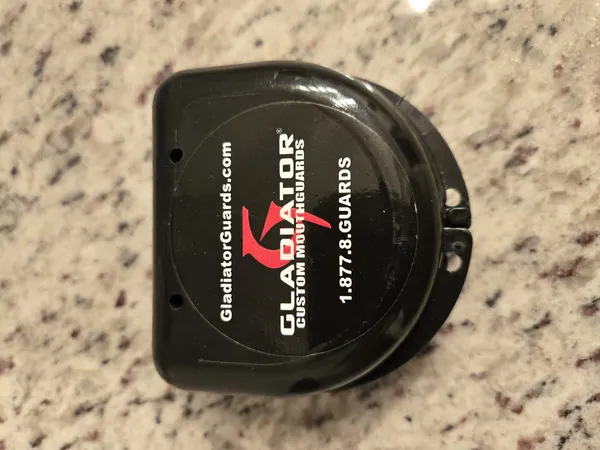 GladiatorGuards.com
GLADIATOR®
CUSTOM MOUTHGUARDS
1.877.8.GUARDS